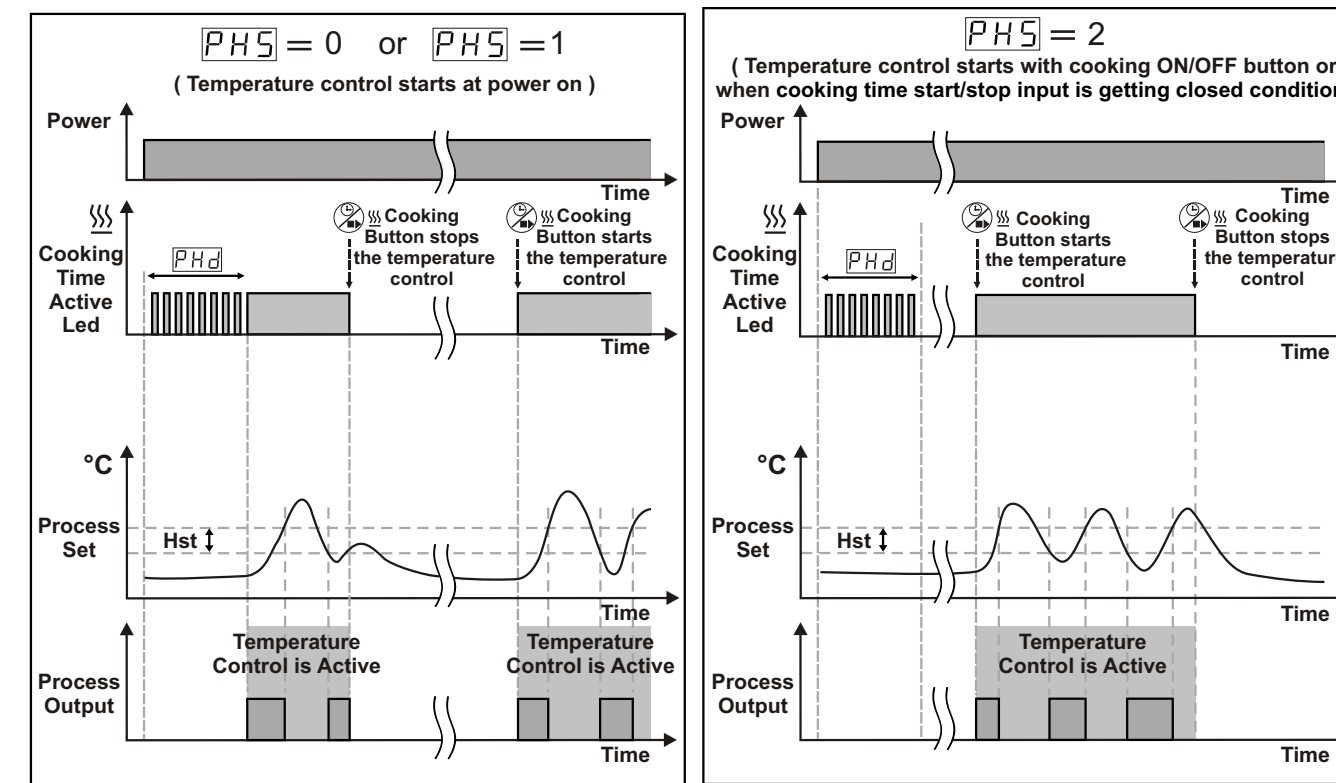 PHS = 0 or PHS = 1
( Temperature control starts at power on )
Power
Time
Cooking
Time
Active
Led
PHd
Cooking
Button stops
the temperature
control
Cooking
Button starts
the temperature
control
Time
°C
Process
Set
Hst
Time
Temperature
Control is Active
Temperature
Control is Active
Process
Output
Time
PHS = 2
( Temperature control starts with cooking ON/OFF button or
when cooking time start/stop input is getting closed condition
Power
Time
Cooking
Time
Active
Led
PHd
Cooking
Button starts
the temperature
control
Cooking
Button stops
the temperature
control
Time
°C
Process
Set
Hst
Time
Temperature
Control is Active
Process
Output
Time